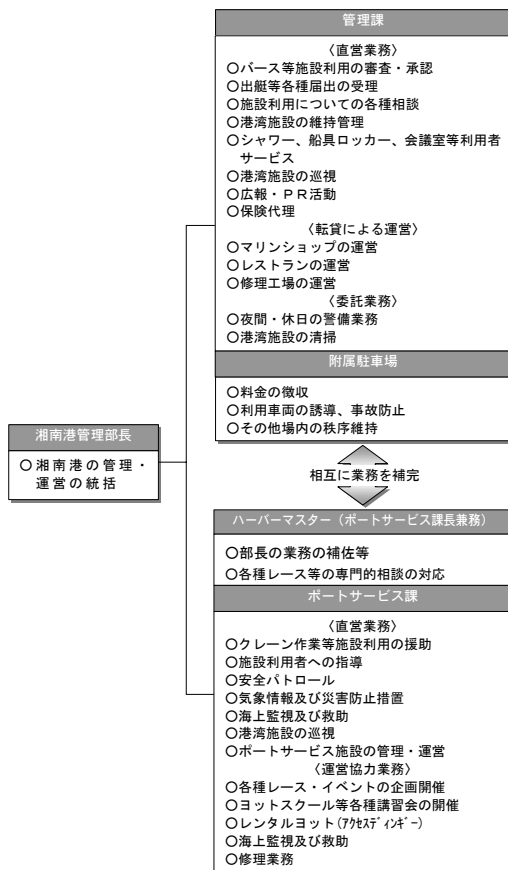 管理課
〈直営業務〉
○バース等施設利用の審査・承認
○出艇等各種届出の受理
○施設利用についての各種相談
○港湾施設の維持管理
○シャワー、船具ロッカー、会議室等利用者
サービス
○港湾施設の巡視
○広報・ＰＲ活動
○保険代理
〈転貸による運営〉
○マリンショップの運営
○レストランの運営
○修理工場の運営
〈委託業務〉
○夜間・休日の警備業務
○港湾施設の清掃
附属駐車場
○料金の徴収
○利用車両の誘導、事故防止
○その他場内の秩序維持
湘南港管理部長
○湘南港の管理・
運営の統括
相互に業務を補完
ハーバーマスター（ポートサービス課長兼務）
○部長の業務の補佐等
○各種レース等の専門的相談の対応
ポートサービス課
〈直営業務〉
○クレーン作業等施設利用の援助
○施設利用者への指導
○安全パトロール
○気象情報及び災害防止措置
○海上監視及び救助
○港湾施設の巡視
○ポートサービス施設の管理・運営
〈運営協力業務〉
○各種レース・イベントの企画開催
○ヨットスクール等各種講習会の開催
○レンタルヨット(ｱｸｾｽﾃﾞｨﾝｷﾞｰ)
○海上監視及び救助
○修理業務